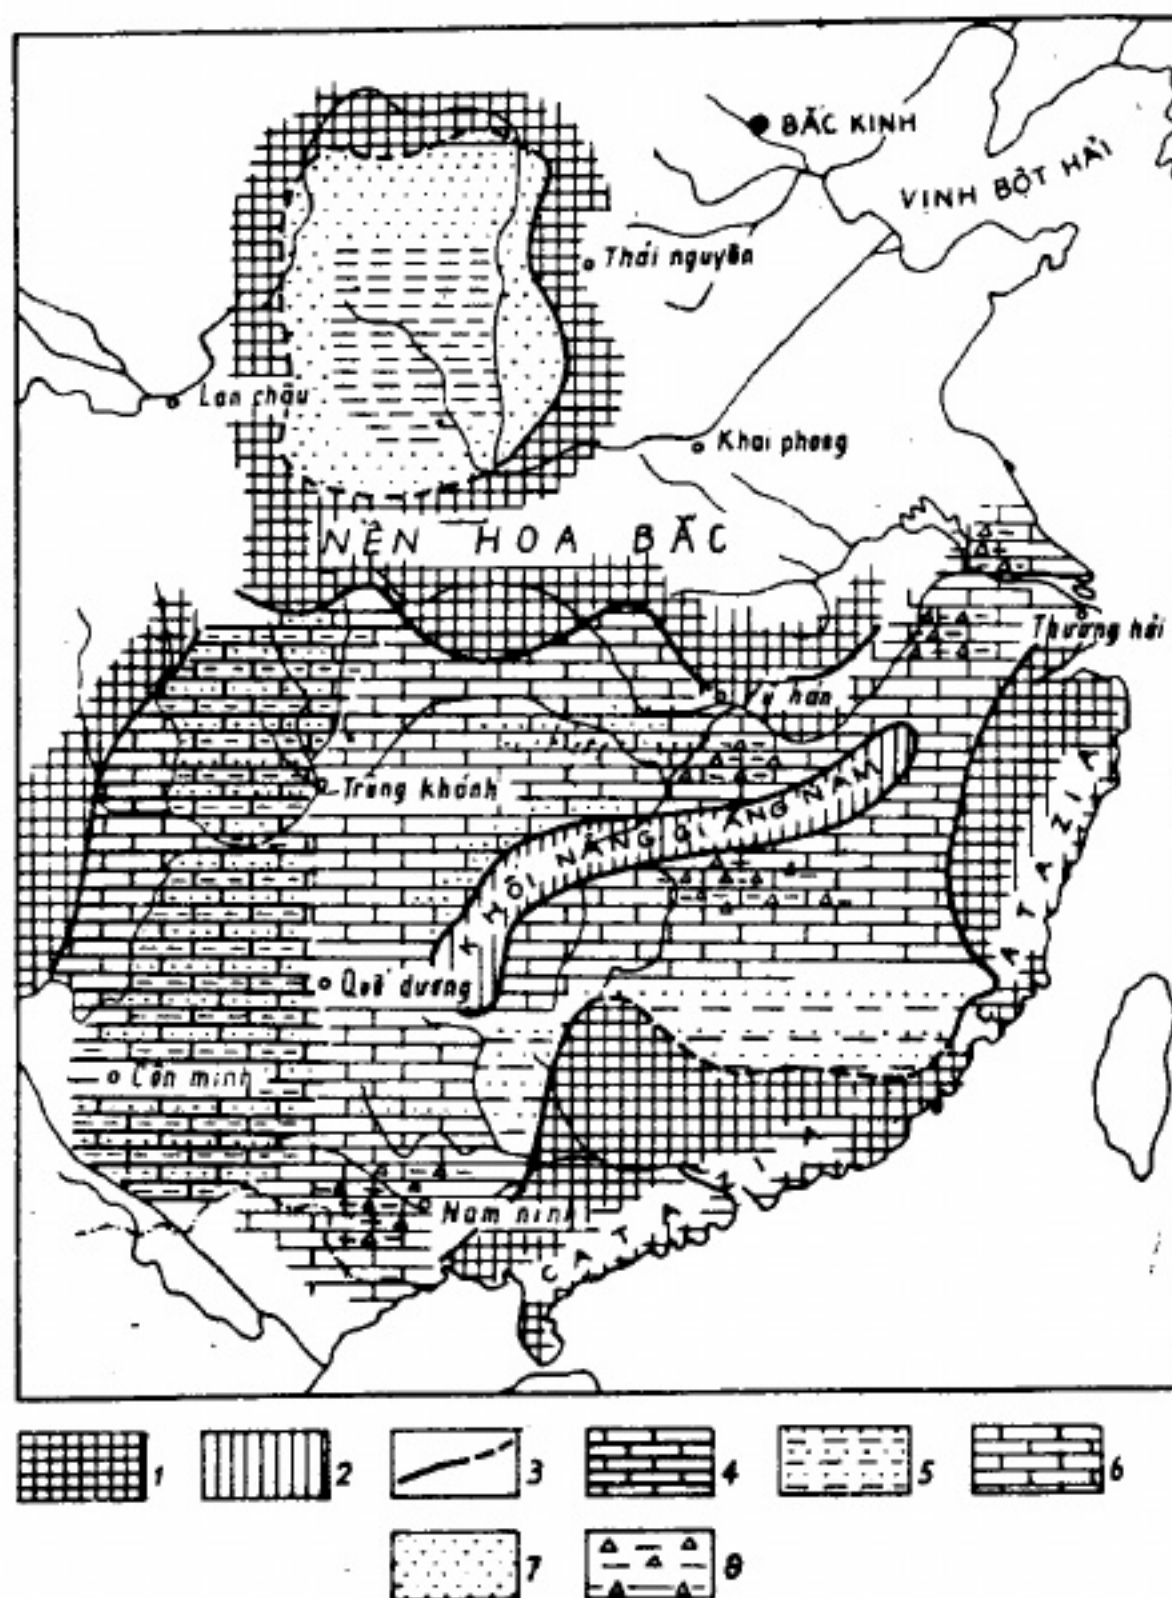 BẮC KINH
VỊNH BỘT HẢI
Thái nguyên
Lan châu
Khai phong
NỀN HOA BẮC
Thượng hải
hán
Trùng khánh
KHỐI NÂNG GIANG NAM
CATAZIA
Quế dương
Côn minh
Nam ninh
CATAZIA
1 2 3 4 5 6
7 8